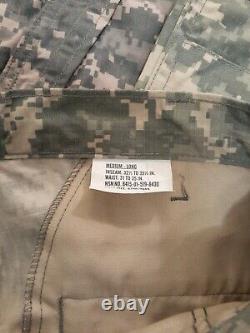 MEDIUM-LONG
INSEAM: 32½ TO 35½ IN.
WAIST: 31 TO 35 IN.
NSN NO. 8415-01-519-8430